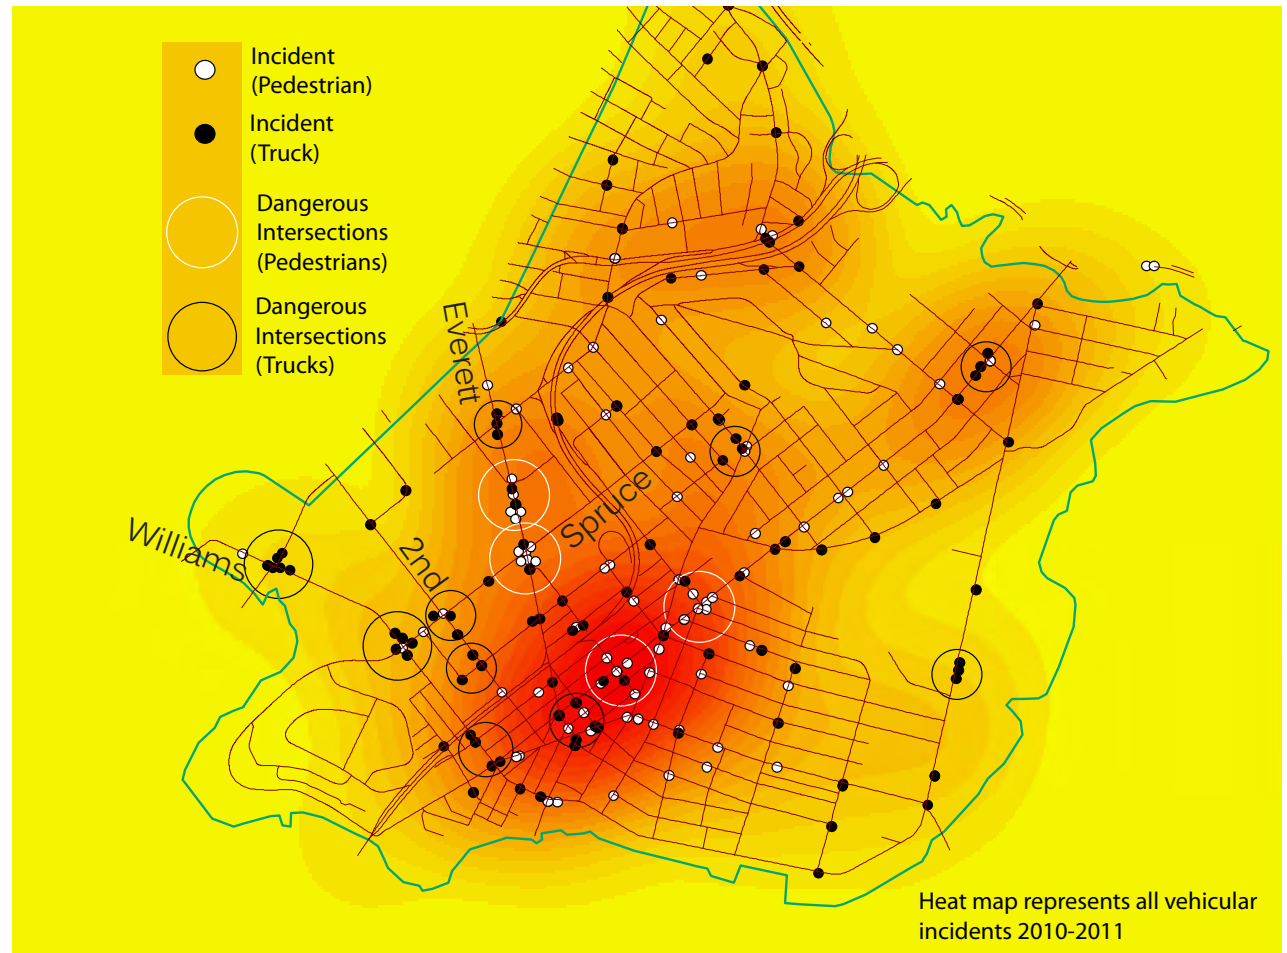 Incident
(Pedestrian)
Incident
(Truck)
Dangerous
Intersections
(Pedestrians)
Dangerous
Intersections
(Trucks)
Everett
Spruce
Williams
2nd
Heat map represents all vehicular
incidents 2010-2011